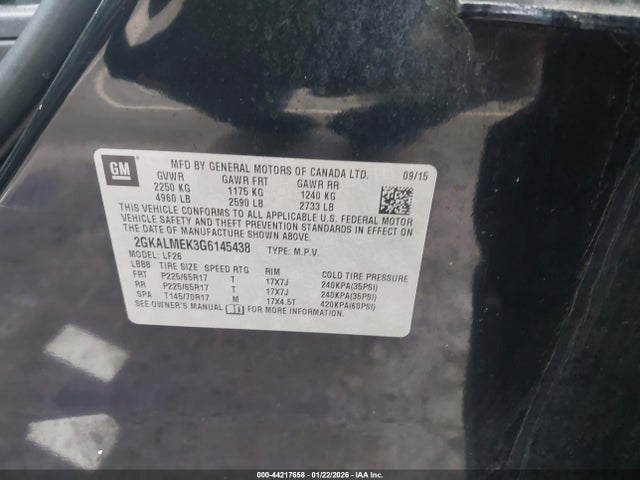 GM
MFD BY GENERAL MOTORS OF CANADA LTD. 09/15
GVWR GAWR FRT GAWR RR
2250 KG 1175 KG 1240 KG
4960 LB 2590 LB 2733 LB
THIS VEHICLE CONFORMS TO ALL APPLICABLE U.S. FEDERAL MOTOR
VEHICLE SAFETY AND THEFT PREVENTION STANDARDS IN EFFECT ON
THE DATE OF MANUFACTURE SHOWN ABOVE.
2GKALMEK3G6145438 TYPE: M.P.V.
MODEL: LF26
LBB8 TIRE SIZE SPEED RTG RIM COLD TIRE PRESSURE
FRT P225/65R17 T 17X7J 240KPA(35PSI)
RR P225/65R17 T 17X7J 240KPA(35PSI)
SPA T145/70R17 M 17X4.5T 420KPA(60PSI)
SEE OWNER'S MANUAL FOR MORE INFORMATION.
000-44217658 - 01/22/2026 - IAA Inc.